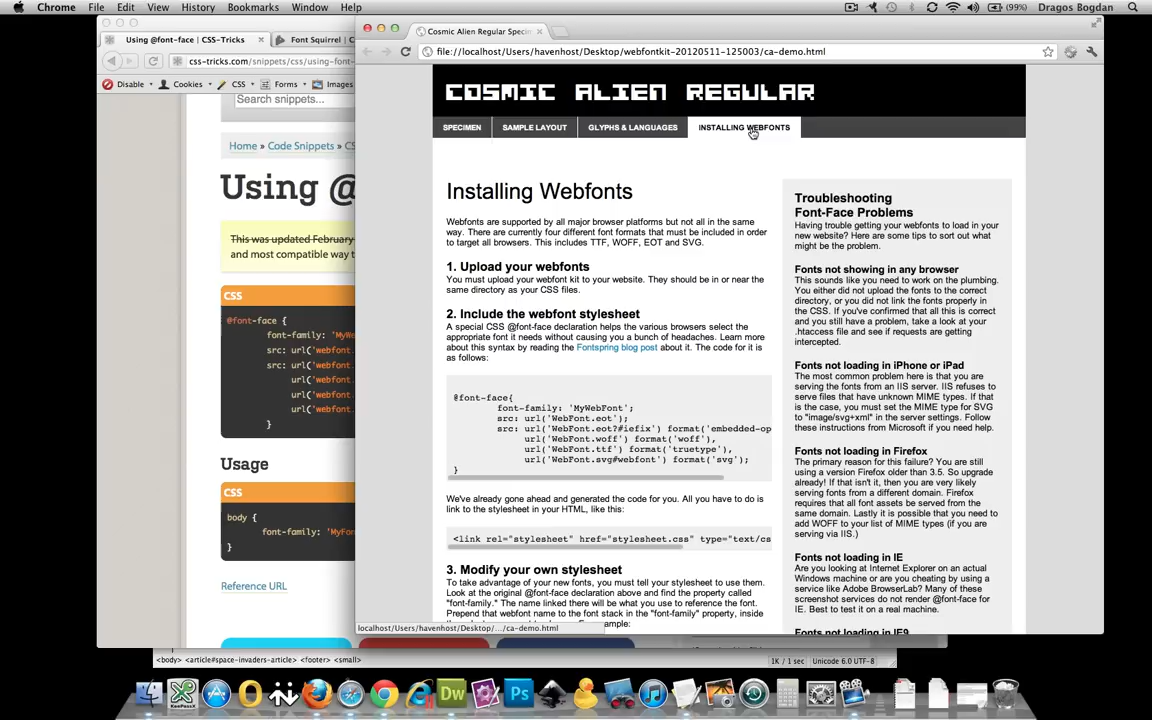 Chrome File Edit View History Bookmarks Window Help
(99%) Dragos Bogdan
Using @font-face | CSS-Tricks
Font Squirrel | C
css-tricks.com/snippets/css/using-font-
Disable Cookies CSS Forms Images
Search snippets...
Home » Code Snippets » CS
Using @
This was updated February
and most compatible way t
CSS
@font-face {
font-family: 'MyWe
src: url('webfont.
src: url('webfont.
url('webfont.
url('webfont.
url('webfont.
}
Usage
CSS
body {
font-family: 'MyFon
}
Reference URL
Cosmic Alien Regular Specim
file://localhost/Users/havenhost/Desktop/webfontkit-20120511-125003/ca-demo.html
COSMIC ALIEN REGULAR
SPECIMEN SAMPLE LAYOUT GLYPHS & LANGUAGES INSTALLING WEBFONTS
Installing Webfonts
Webfonts are supported by all major browser platforms but not all in the same
way. There are currently four different font formats that must be included in order
to target all browsers. This includes TTF, WOFF, EOT and SVG.
1. Upload your webfonts
You must upload your webfont kit to your website. They should be in or near the
same directory as your CSS files.
2. Include the webfont stylesheet
A special CSS @font-face declaration helps the various browsers select the
appropriate font it needs without causing you a bunch of headaches. Learn more
about this syntax by reading the Fontspring blog post about it. The code for it is
as follows:
@font-face{
font-family: 'MyWebFont';
src: url('WebFont.eot');
src: url('WebFont.eot?#iefix') format('embedded-op
url('WebFont.woff') format('woff'),
url('WebFont.ttf') format('truetype'),
url('WebFont.svg#webfont') format('svg');
}
We've already gone ahead and generated the code for you. All you have to do is
link to the stylesheet in your HTML, like this:
<link rel="stylesheet" href="stylesheet.css" type="text/cs
3. Modify your own stylesheet
To take advantage of your new fonts, you must tell your stylesheet to use them.
Look at the original @font-face declaration above and find the property called
"font-family." The name linked there will be what you use to reference the font.
Prepend that webfont name to the font stack in the "font-family" property, inside
Troubleshooting
Font-Face Problems
Having trouble getting your webfonts to load in your
new website? Here are some tips to sort out what
might be the problem.
Fonts not showing in any browser
This sounds like you need to work on the plumbing.
You either did not upload the fonts to the correct
directory, or you did not link the fonts properly in
the CSS. If you've confirmed that all this is correct
and you still have a problem, take a look at your
.htaccess file and see if requests are getting
intercepted.
Fonts not loading in iPhone or iPad
The most common problem here is that you are
serving the fonts from an IIS server. IIS refuses to
serve files that have unknown MIME types. If that
is the case, you must set the MIME type for SVG
to "image/svg+xml" in the server settings. Follow
these instructions from Microsoft if you need help.
Fonts not loading in Firefox
The primary reason for this failure? You are still
using a version Firefox older than 3.5. So upgrade
already! If that isn't it, then you are very likely
serving fonts from a different domain. Firefox
requires that all font assets be served from the
same domain. Lastly it is possible that you need to
add WOFF to your list of MIME types (if you are
serving via IIS.)
Fonts not loading in IE
Are you looking at Internet Explorer on an actual
Windows machine or are you cheating by using a
service like Adobe BrowserLab? Many of these
screenshot services do not render @font-face for
IE. Best to test it on a real machine.
Fonts not loading in IE9
localhost/Users/havenhost/Desktop/.../ca-demo.html
ample:
<body> <article#space-invaders-article> <footer> <small>
1K / 1 sec Unicode 6.0 UTF-8
KeePassX
Dw
Ps